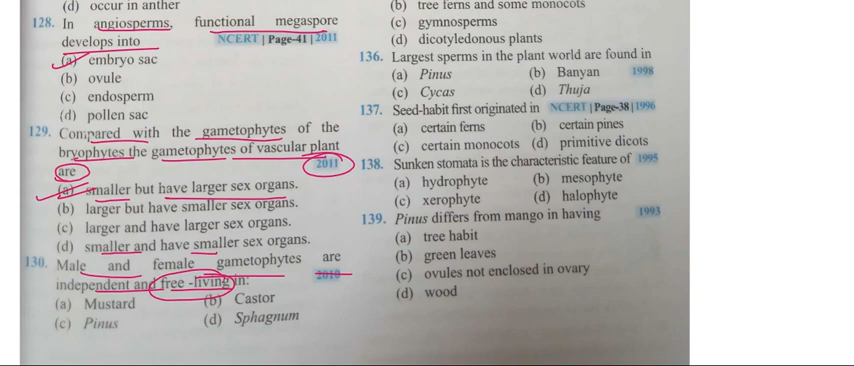 (d) occur in anther
128. In angiosperms, functional megaspore
develops into NCERT | Page-41 | 2011
(a) embryo sac
(b) ovule
(c) endosperm
(d) pollen sac
129. Compared with the gametophytes of the
bryophytes the gametophytes of vascular plant
are 2011
(a) smaller but have larger sex organs.
(b) larger but have smaller sex organs.
(c) larger and have larger sex organs.
(d) smaller and have smaller sex organs.
130. Male and female gametophytes are
independent and free -living in: 2010
(a) Mustard (b) Castor
(c) Pinus (d) Sphagnum
(b) tree ferns and some monocots
(c) gymnosperms
(d) dicotyledonous plants
136. Largest sperms in the plant world are found in
(a) Pinus (b) Banyan 1998
(c) Cycas (d) Thuja
137. Seed-habit first originated in NCERT | Page-38 | 1996
(a) certain ferns (b) certain pines
(c) certain monocots (d) primitive dicots
138. Sunken stomata is the characteristic feature of 1995
(a) hydrophyte (b) mesophyte
(c) xerophyte (d) halophyte
139. Pinus differs from mango in having 1993
(a) tree habit
(b) green leaves
(c) ovules not enclosed in ovary
(d) wood